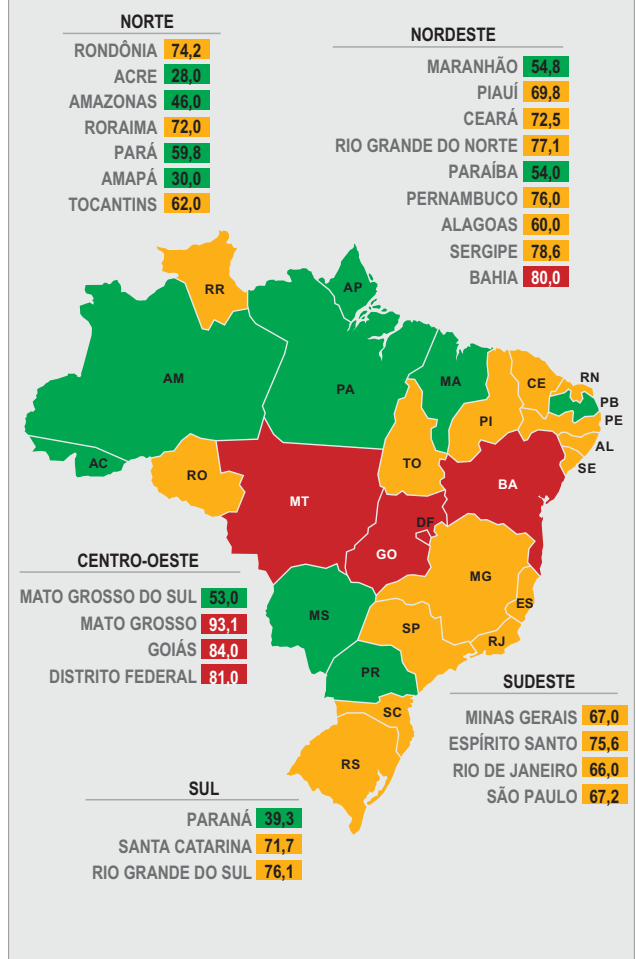 NORTE
RONDÔNIA 74,2
ACRE 28,0
AMAZONAS 46,0
RORAIMA 72,0
PARÁ 59,8
AMAPÁ 30,0
TOCANTINS 62,0
NORDESTE
MARANHÃO 54,8
PIAUÍ 69,8
CEARÁ 72,5
RIO GRANDE DO NORTE 77,1
PARAÍBA 54,0
PERNAMBUCO 76,0
ALAGOAS 60,0
SERGIPE 78,6
BAHIA 80,0
RR
AP
AM
PA
MA
CE
RN
PB
PE
PI
AL
SE
AC
RO
TO
BA
MT
DF
GO
MG
ES
MS
SP
RJ
PR
SC
RS
CENTRO-OESTE
MATO GROSSO DO SUL 53,0
MATO GROSSO 93,1
GOIÁS 84,0
DISTRITO FEDERAL 81,0
SUDESTE
MINAS GERAIS 67,0
ESPÍRITO SANTO 75,6
RIO DE JANEIRO 66,0
SÃO PAULO 67,2
SUL
PARANÁ 39,3
SANTA CATARINA 71,7
RIO GRANDE DO SUL 76,1